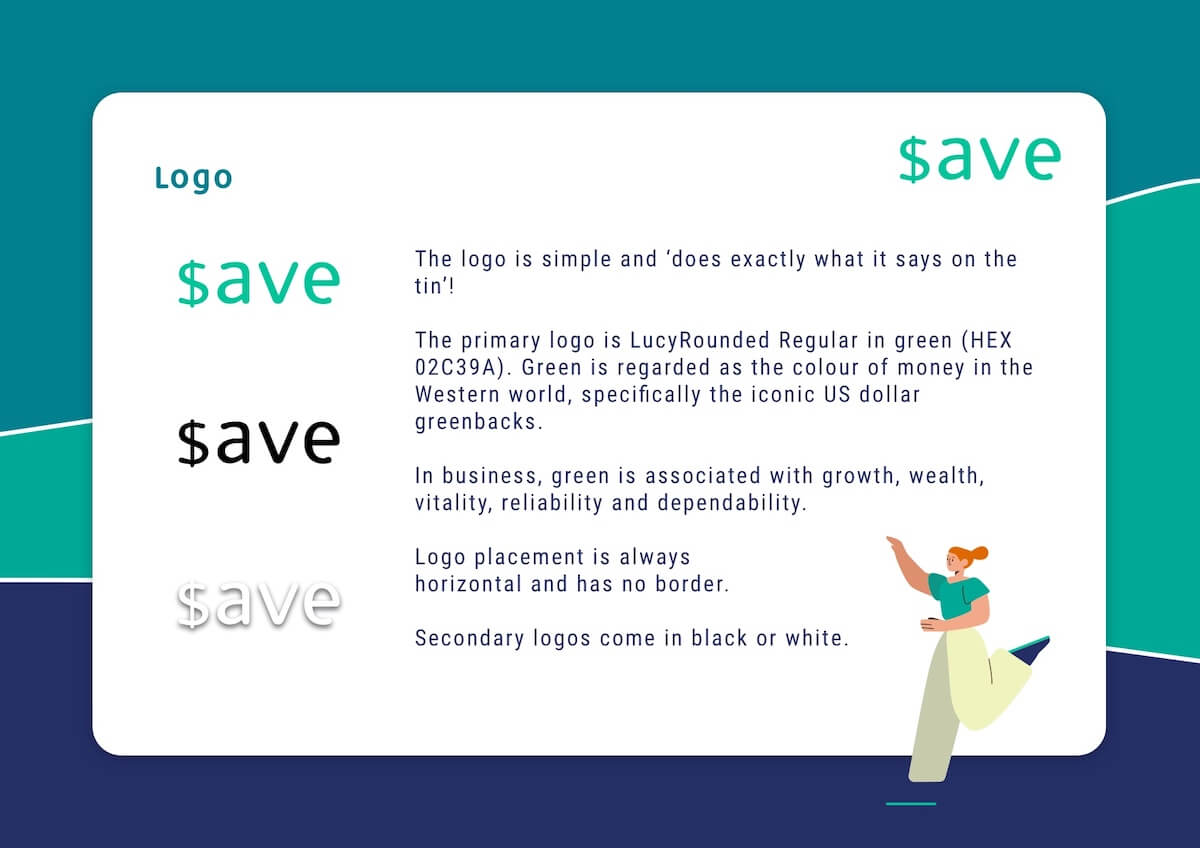 $ave
Logo
$ave
$ave
$ave
The logo is simple and ‘does exactly what it says on the
tin’!
The primary logo is LucyRounded Regular in green (HEX
02C39A). Green is regarded as the colour of money in the
Western world, specifically the iconic US dollar
greenbacks.
In business, green is associated with growth, wealth,
vitality, reliability and dependability.
Logo placement is always
horizontal and has no border.
Secondary logos come in black or white.